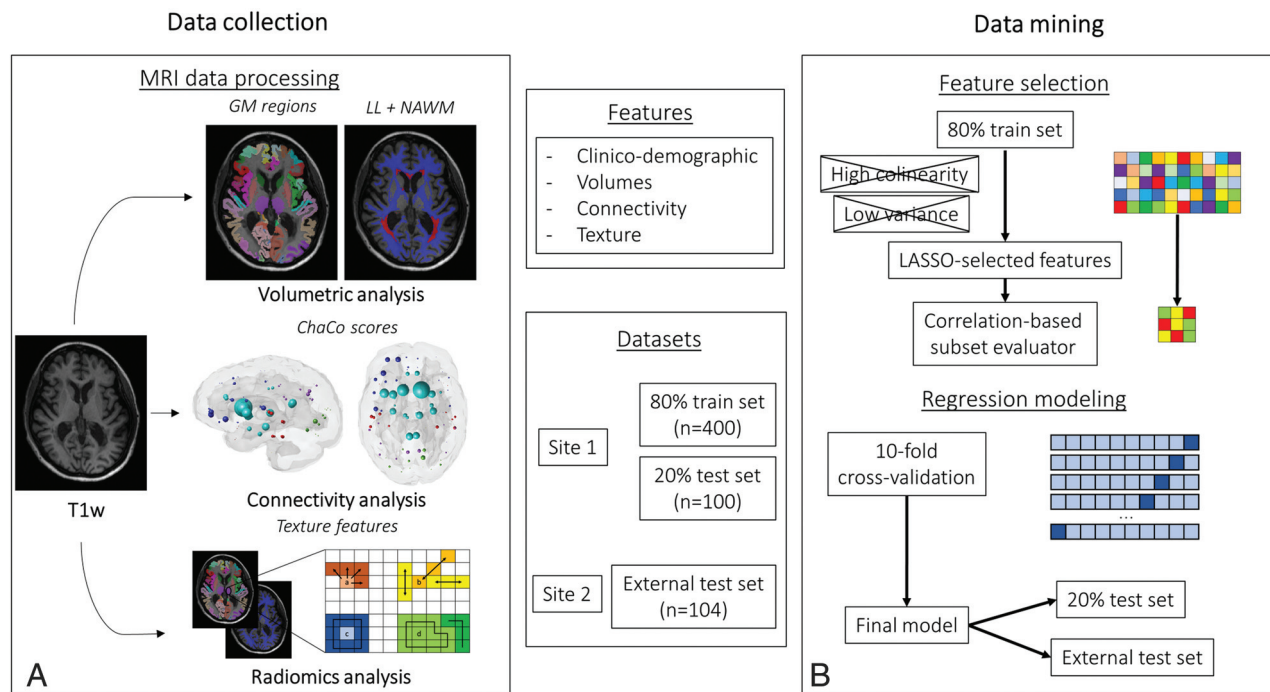 Data collection
MRI data processing
GM regions
LL + NAWM
Volumetric analysis
ChaCo scores
T1w
Connectivity analysis
Texture features
a
b
c
d
Radiomics analysis
A
Features
- Clinico-demographic
- Volumes
- Connectivity
- Texture
Datasets
Site 1
80% train set
(n=400)
20% test set
(n=100)
Site 2
External test set
(n=104)
Data mining
Feature selection
80% train set
High colinearity
Low variance
LASSO-selected features
Correlation-based
subset evaluator
Regression modeling
10-fold
cross-validation
...
Final model
20% test set
External test set
B